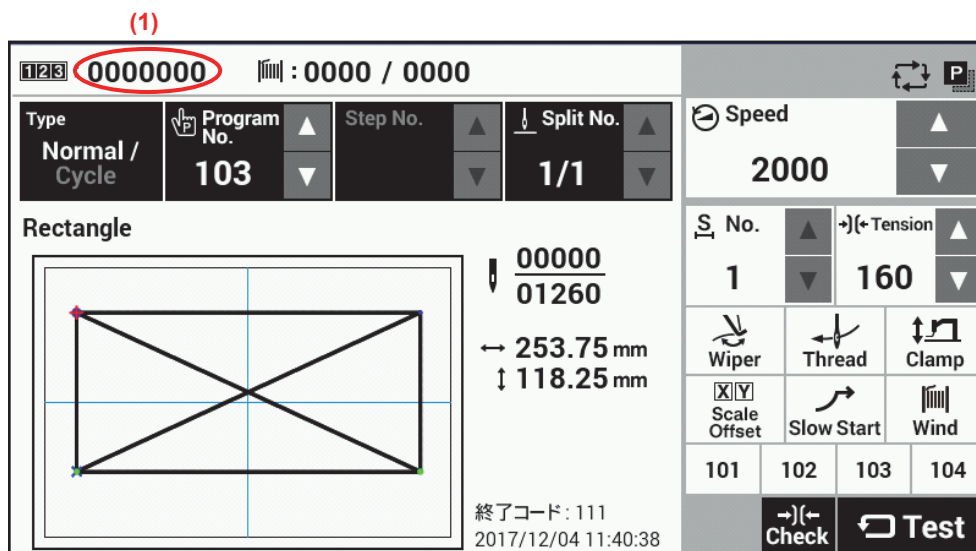 (1)
123 0000000 : 0000 / 0000
P
Type
Normal /
Cycle
P Program
No.
103
Step No.
Split No.
1/1
Speed
2000
Rectangle
00000
01260
253.75 mm
118.25 mm
S No.
1
Tension
160
Wiper
Thread
Clamp
XY
Scale
Offset
Slow Start
Wind
101 102 103 104
終了コード: 111
2017/12/04 11:40:38
Check
Test